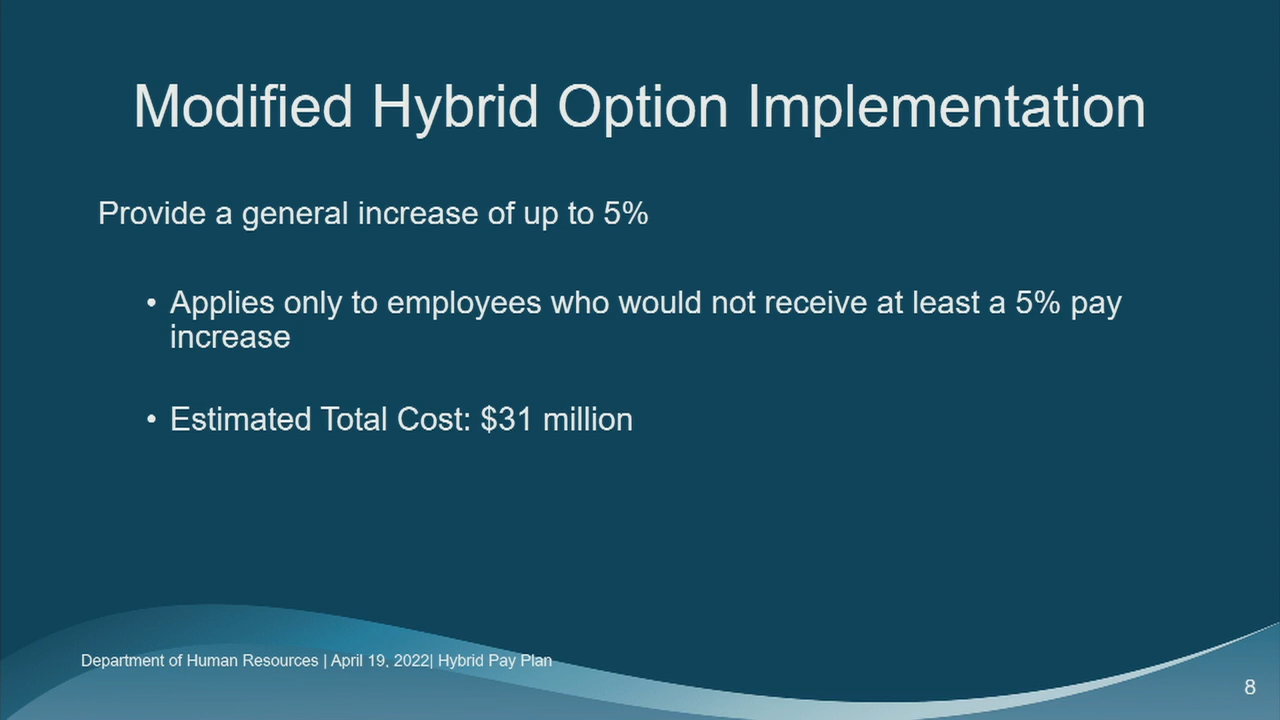 Modified Hybrid Option Implementation
Provide a general increase of up to 5%
• Applies only to employees who would not receive at least a 5% pay
increase
• Estimated Total Cost: $31 million
Department of Human Resources | April 19, 2022| Hybrid Pay Plan
8